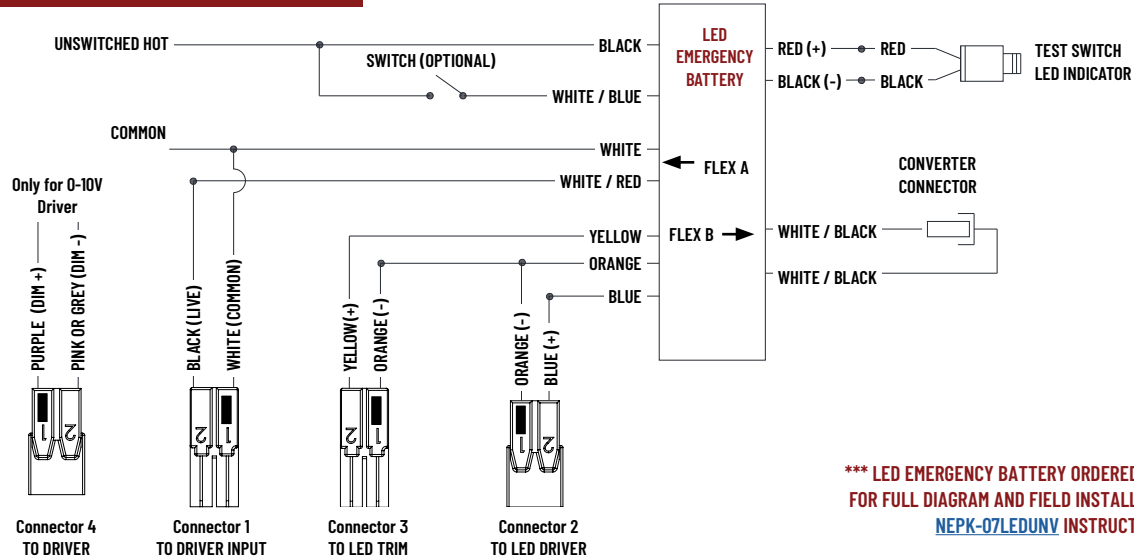 UNSWITCHED HOT
BLACK
SWITCH (OPTIONAL)
WHITE / BLUE
COMMON
WHITE
WHITE / RED
YELLOW
ORANGE
BLUE
LED
EMERGENCY
BATTERY
FLEX A
FLEX B
RED (+)
RED
BLACK (-)
BLACK
TEST SWITCH
LED INDICATOR
CONVERTER
CONNECTOR
WHITE / BLACK
WHITE / BLACK
Only for 0-10V
Driver
PURPLE (DIM +)
PINK OR GREY (DIM -)
BLACK (LIVE)
WHITE (COMMON)
YELLOW(+)
ORANGE (-)
ORANGE (-)
BLUE (+)
1
2
2
1
2
1
1
2
Connector 4
TO DRIVER
Connector 1
TO DRIVER INPUT
Connector 3
TO LED TRIM
Connector 2
TO LED DRIVER
*** LED EMERGENCY BATTERY ORDERED
FOR FULL DIAGRAM AND FIELD INSTALL
NEPK-07LEDUNV INSTRUCT